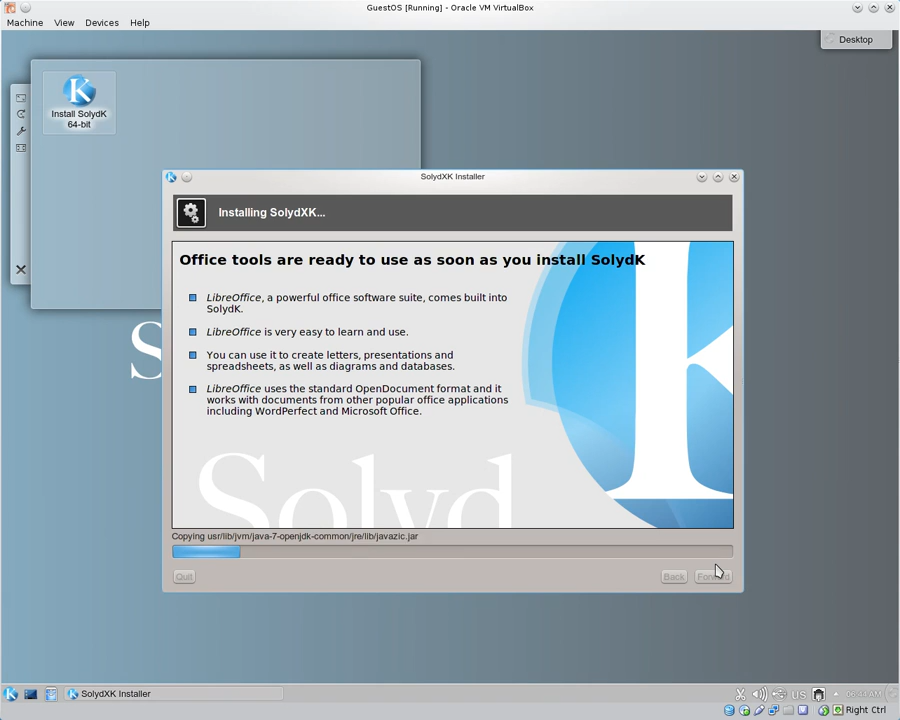 GuestOS [Running] - Oracle VM VirtualBox
Machine View Devices Help
Desktop
K
Install SolydK
64-bit
SolydXK Installer
Installing SolydXK...
Office tools are ready to use as soon as you install SolydK
LibreOffice, a powerful office software suite, comes built into
SolydK.
LibreOffice is very easy to learn and use.
You can use it to create letters, presentations and
spreadsheets, as well as diagrams and databases.
LibreOffice uses the standard OpenDocument format and it
works with documents from other popular office applications
including WordPerfect and Microsoft Office.
Solyd
Copying usr/lib/jvm/java-7-openjdk-common/jre/lib/javazic.jar
Quit Back
SolydXK Installer
US 06:44 AM
Right Ctrl